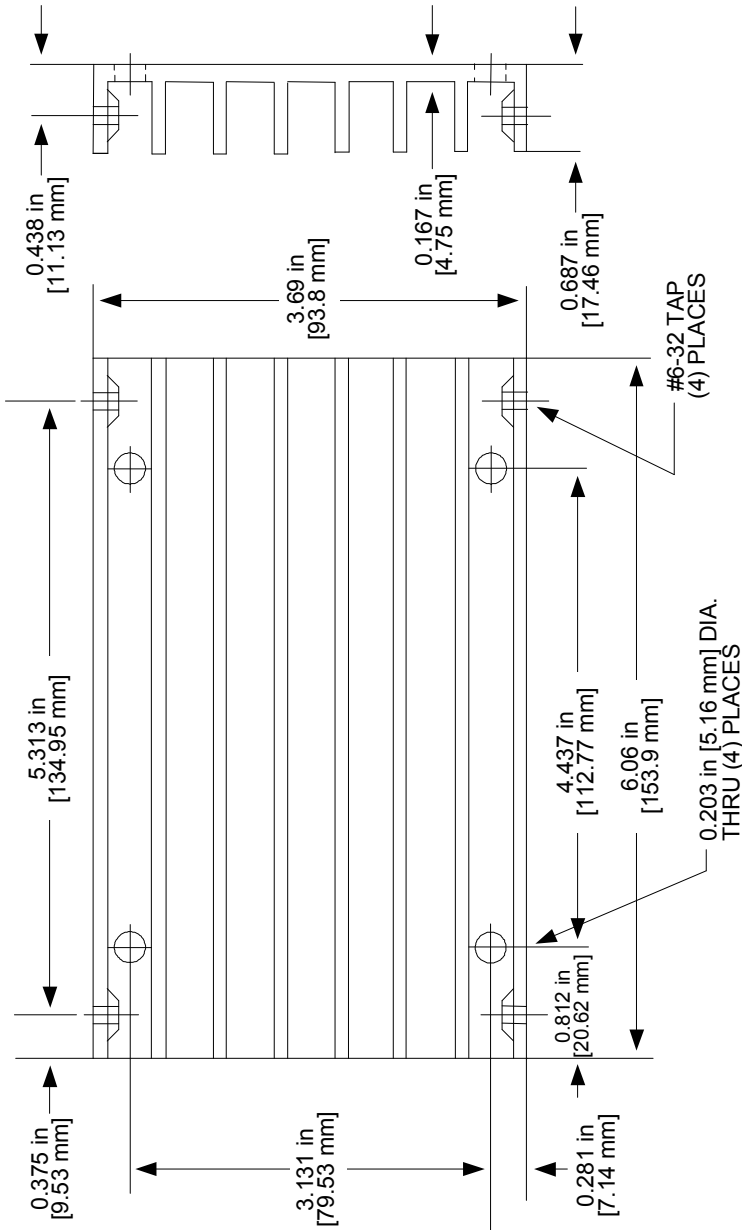 0.438 in
[11.13 mm]
0.167 in
[4.75 mm]
0.687 in
[17.46 mm]
3.69 in
[93.8 mm]
#6-32 TAP
(4) PLACES
5.313 in
[134.95 mm]
4.437 in
[112.77 mm]
6.06 in
[153.9 mm]
0.203 in [5.16 mm] DIA.
THRU (4) PLACES
0.812 in
[20.62 mm]
0.375 in
[9.53 mm]
3.131 in
[79.53 mm]
0.281 in
[7.14 mm]